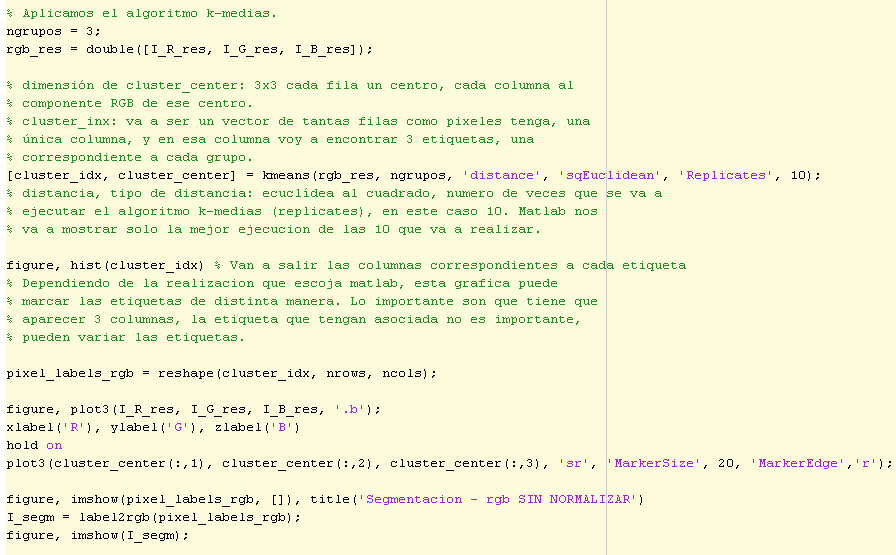 % Aplicamos el algoritmo k-medias.
ngrupos = 3;
rgb_res = double([I_R_res, I_G_res, I_B_res]);
% dimensión de cluster_center: 3x3 cada fila un centro, cada columna al
% componente RGB de ese centro.
% cluster_inx: va a ser un vector de tantas filas como pixeles tenga, una
% única columna, y en esa columna voy a encontrar 3 etiquetas, una
% correspondiente a cada grupo.
[cluster_idx, cluster_center] = kmeans(rgb_res, ngrupos, 'distance', 'sqEuclidean', 'Replicates', 10);
% distancia, tipo de distancia: ecuclídea al cuadrado, numero de veces que se va a
% ejecutar el algoritmo k-medias (replicates), en este caso 10. Matlab nos
% va a mostrar solo la mejor ejecucion de las 10 que va a realizar.
figure, hist(cluster_idx) % Van a salir las columnas correspondientes a cada etiqueta
% Dependiendo de la realizacion que escoja matlab, esta grafica puede
% marcar las etiquetas de distinta manera. Lo importante son que tiene que
% aparecer 3 columnas, la etiqueta que tengan asociada no es importante,
% pueden variar las etiquetas.
pixel_labels_rgb = reshape(cluster_idx, nrows, ncols);
figure, plot3(I_R_res, I_G_res, I_B_res, '.b');
xlabel('R'), ylabel('G'), zlabel('B')
hold on
plot3(cluster_center(:,1), cluster_center(:,2), cluster_center(:,3), 'sr', 'MarkerSize', 20, 'MarkerEdge','r');
figure, imshow(pixel_labels_rgb, []), title('Segmentacion - rgb SIN NORMALIZAR')
I_segm = label2rgb(pixel_labels_rgb);
figure, imshow(I_segm);